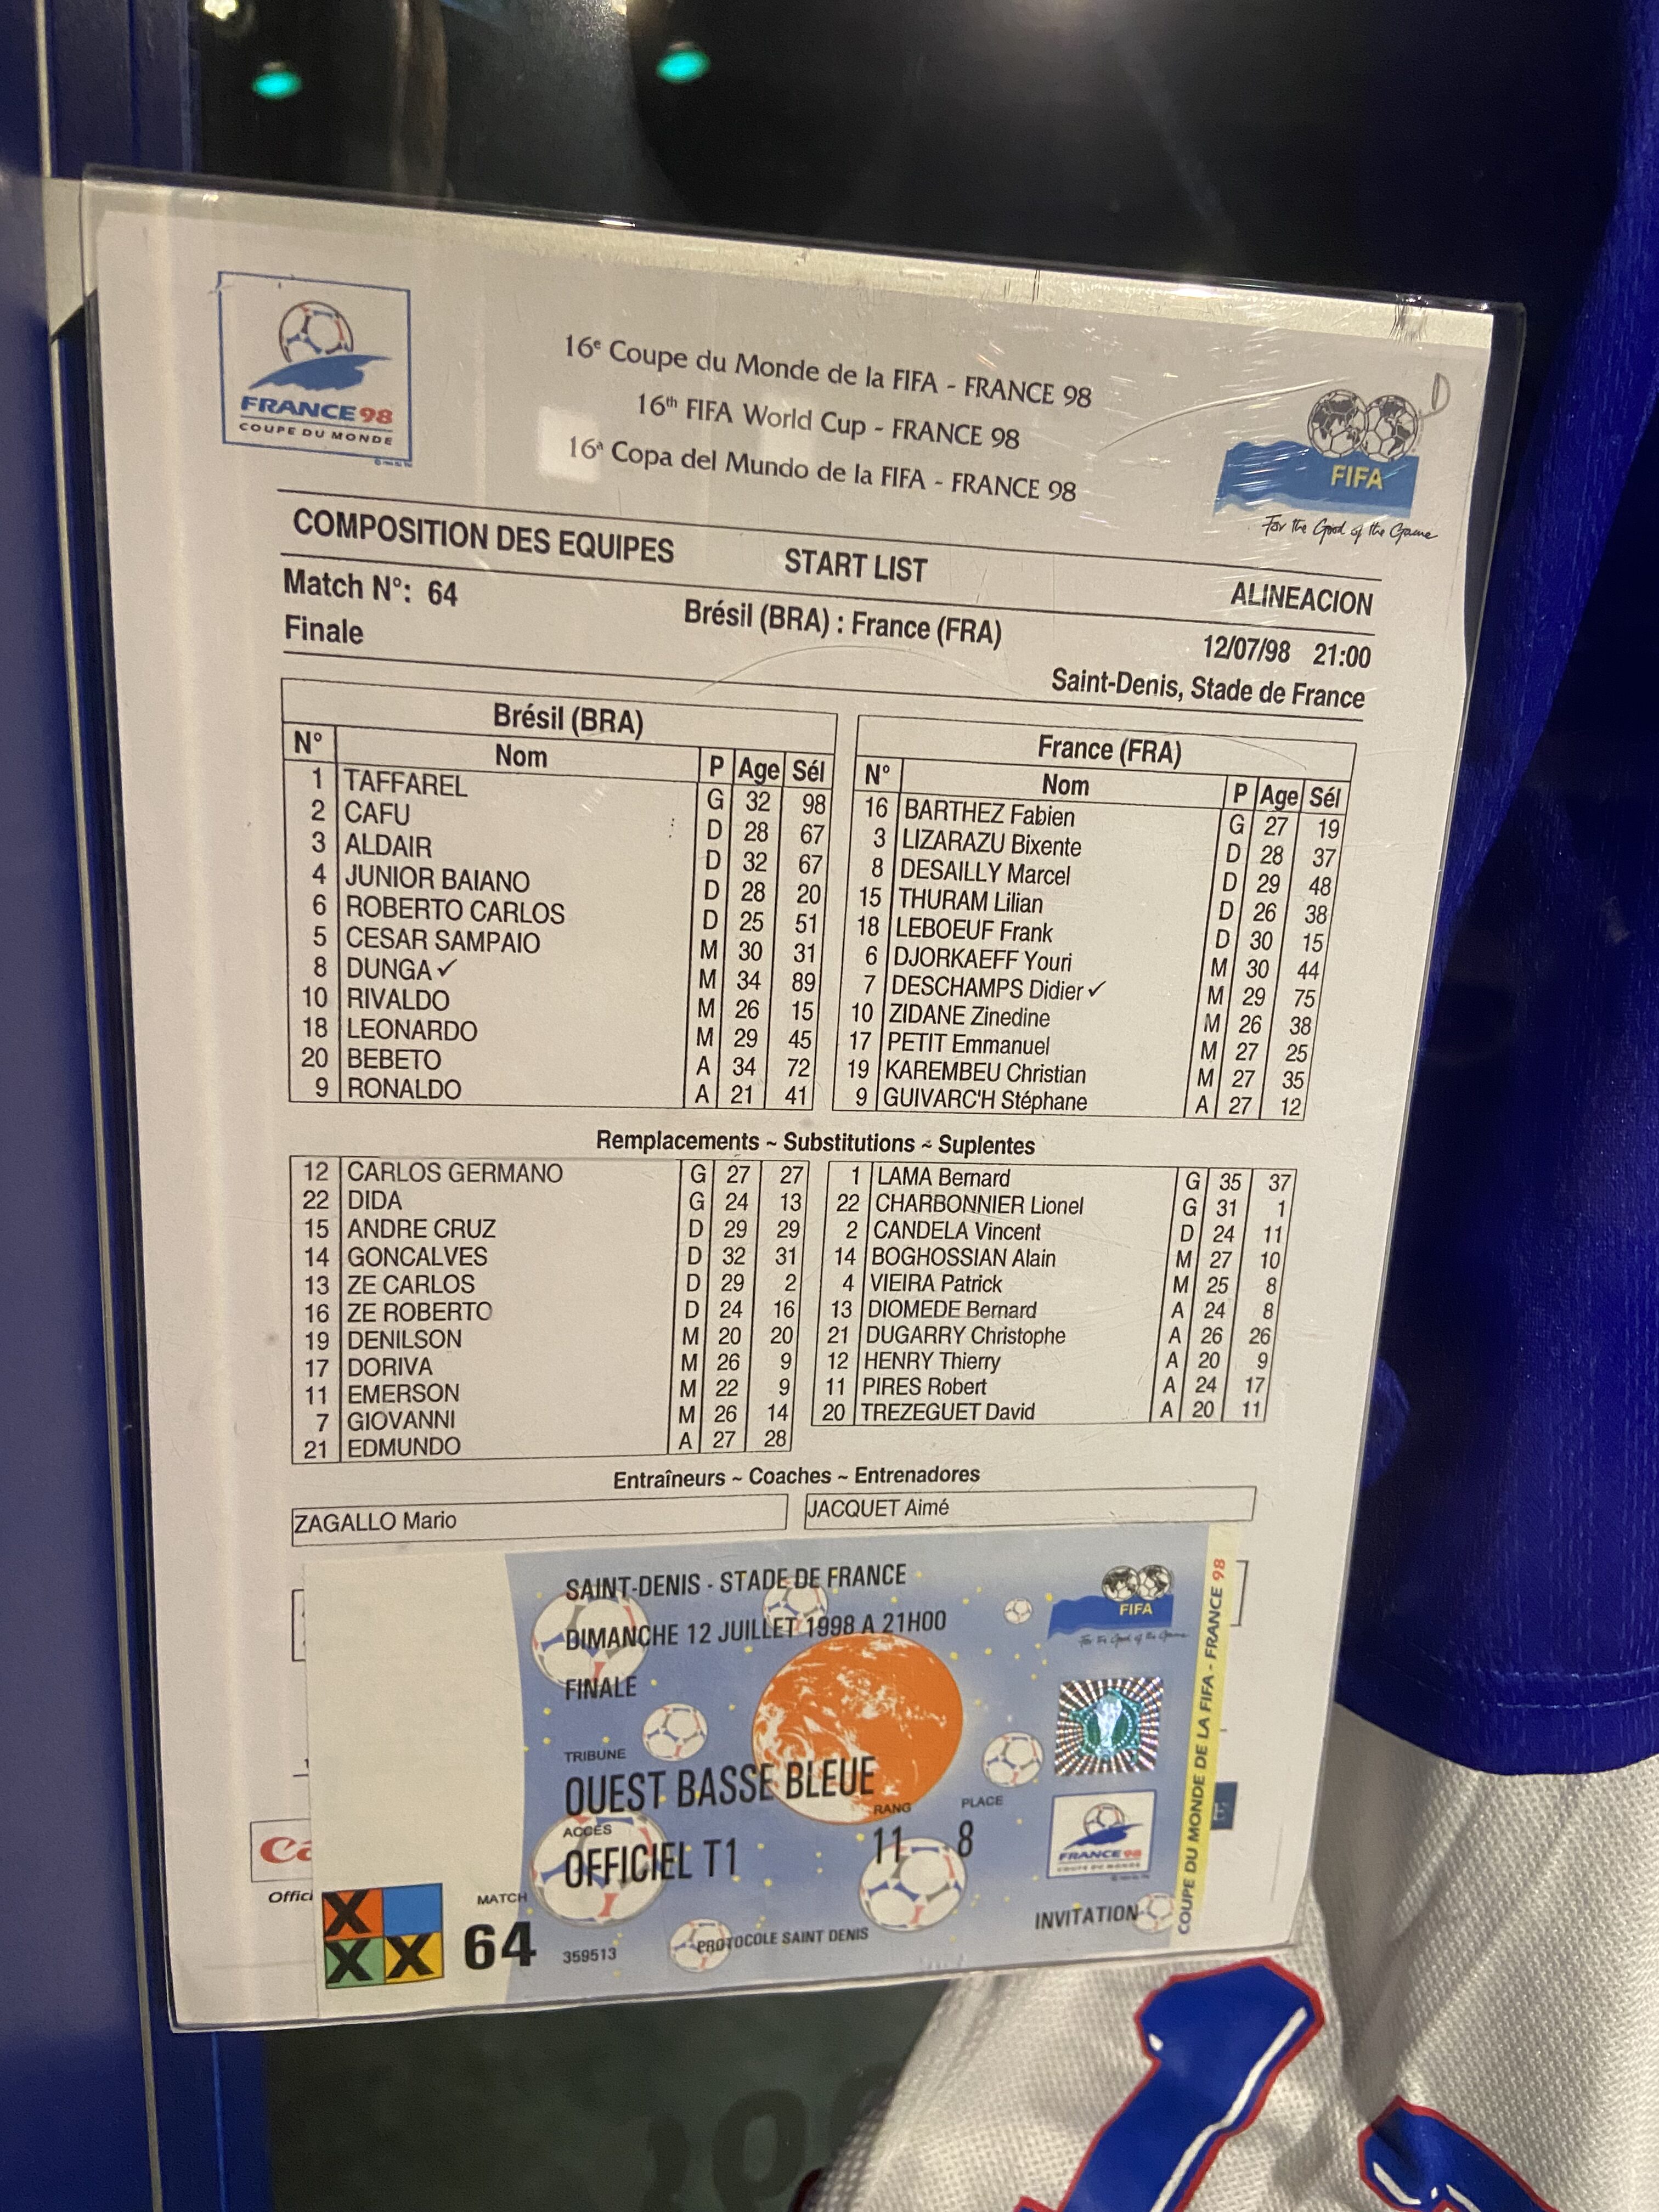 FRANCE 98
COUPE DU MONDE
16e Coupe du Monde de la FIFA - FRANCE 98
16th FIFA World Cup - FRANCE 98
16a Copa del Mundo de la FIFA - FRANCE 98
D
FIFA
For the Good of the Game
COMPOSITION DES EQUIPES START LIST ALINEACION
Match N°: 64 Brésil (BRA) : France (FRA) 12/07/98 21:00
Finale Saint-Denis, Stade de France
Brésil (BRA)
N° Nom P Age Sél
1 TAFFAREL G 32 98
2 CAFU D 28 67
3 ALDAIR D 32 67
4 JUNIOR BAIANO D 28 20
6 ROBERTO CARLOS D 25 51
5 CESAR SAMPAIO M 30 31
8 DUNGA ✓ M 34 89
10 RIVALDO M 26 15
18 LEONARDO M 29 45
20 BEBETO A 34 72
9 RONALDO A 21 41
France (FRA)
N° Nom P Age Sél
16 BARTHEZ Fabien G 27 19
3 LIZARAZU Bixente D 28 37
8 DESAILLY Marcel D 29 48
15 THURAM Lilian D 26 38
18 LEBOEUF Frank D 30 15
6 DJORKAEFF Youri M 30 44
7 DESCHAMPS Didier ✓ M 29 75
10 ZIDANE Zinedine M 26 38
17 PETIT Emmanuel M 27 25
19 KAREMBEU Christian M 27 35
9 GUIVARC'H Stéphane A 27 12
Remplacements ~ Substitutions ~ Suplentes
12 CARLOS GERMANO G 27 27
22 DIDA G 24 13
15 ANDRE CRUZ D 29 29
14 GONCALVES D 32 31
13 ZE CARLOS D 29 2
16 ZE ROBERTO D 24 16
19 DENILSON M 20 20
17 DORIVA M 26 9
11 EMERSON M 22 9
7 GIOVANNI M 26 14
21 EDMUNDO A 27 28
1 LAMA Bernard G 35 37
22 CHARBONNIER Lionel G 31 1
2 CANDELA Vincent D 24 11
14 BOGHOSSIAN Alain M 27 10
4 VIEIRA Patrick M 25 8
13 DIOMEDE Bernard A 24 8
21 DUGARRY Christophe A 26 26
12 HENRY Thierry A 20 9
11 PIRES Robert A 24 17
20 TREZEGUET David A 20 11
Entraîneurs ~ Coaches ~ Entrenadores
ZAGALLO Mario JACQUET Aimé
SAINT-DENIS - STADE DE FRANCE
DIMANCHE 12 JUILLET 1998 A 21H00
FINALE
FIFA
For the Good of the Game
TRIBUNE
OUEST BASSE BLEUE
ACCÈS RANG PLACE
OFFICIEL T1 11 8
FRANCE 98
COUPE DU MONDE
INVITATION
MATCH
64
359513
PROTOCOLE SAINT DENIS
X
X X
COUPE DU MONDE DE LA FIFA - FRANCE 98
Ca
Offici